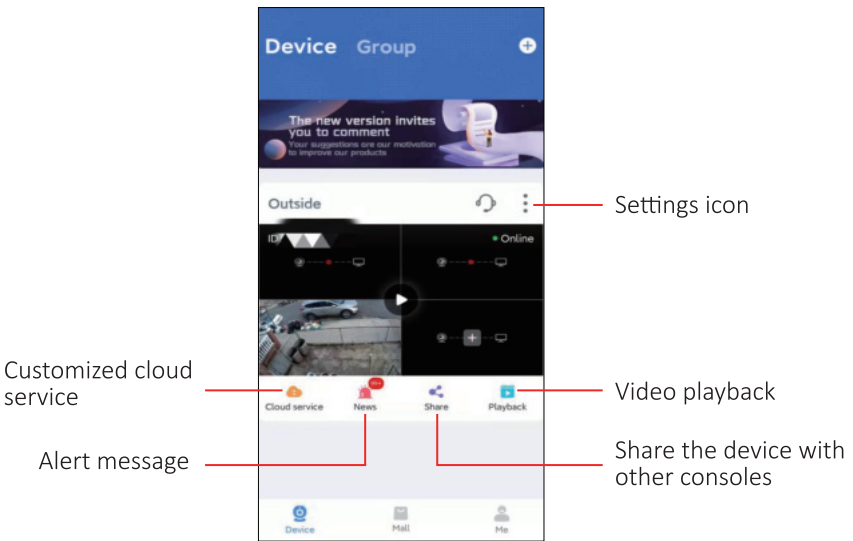 Device Group
The new version invites
you to comment
Your suggestions are our motivation
to improve our products
Outside
Settings icon
ID
Online
Customized cloud
service
Cloud service
News
Share
Playback
Video playback
Alert message
Share the device with
other consoles
Device
Mall
Me